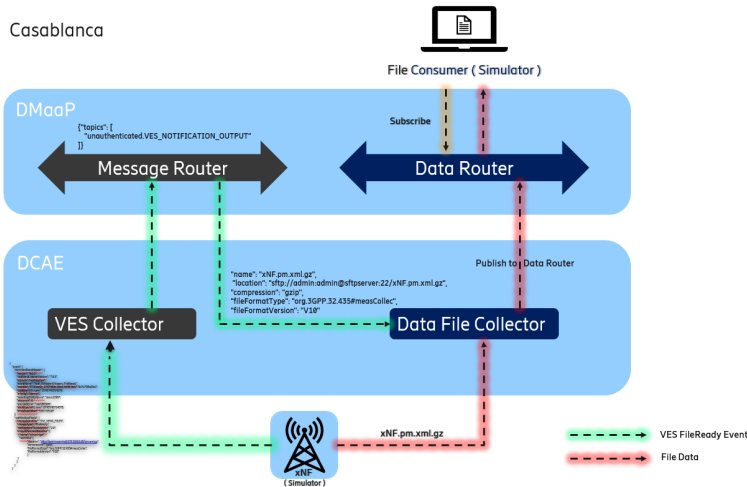 Casablanca
File Consumer ( Simulator )
DMaaP
{"topics": [
"unauthenticated.VES_NOTIFICATION_OUTPUT"
]}
Subscribe
Message Router
Data Router
DCAE
Publish to Data Router
"name": "xNF.pm.xml.gz",
"location": "sftp://admin:admin@sftpserver:22/xNF.pm.xml.gz",
"compression": "gzip",
"fileFormatType": "org.3GPP.32.435#measCollec",
"fileFormatVersion": "V10"
VES Collector
Data File Collector
xNF.pm.xml.gz
xNF
( Simulator )
VES FileReady Event
File Data